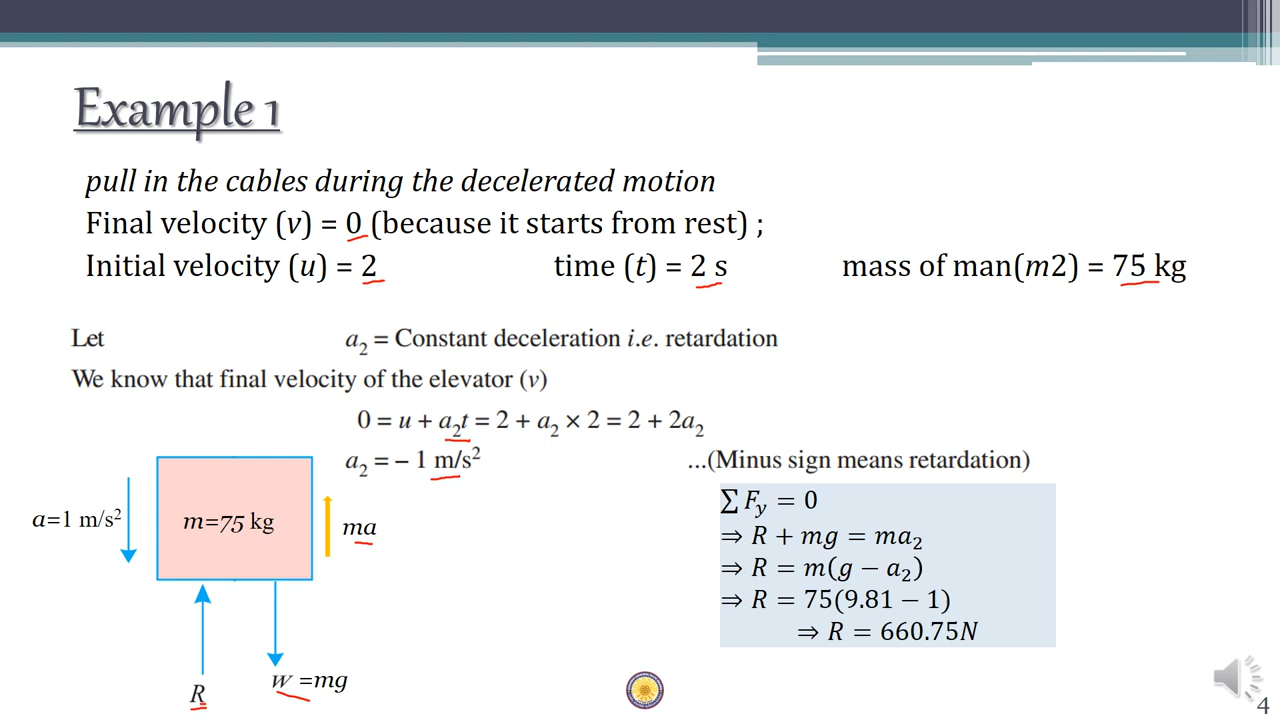 Example 1
pull in the cables during the decelerated motion
Final velocity (v) = 0 (because it starts from rest) ;
Initial velocity (u) = 2 time (t) = 2 s mass of man(m2) = 75 kg
Let a₂ = Constant deceleration i.e. retardation
We know that final velocity of the elevator (v)
0 = u + a₂t = 2 + a₂ × 2 = 2 + 2a₂
a₂ = – 1 m/s² ...(Minus sign means retardation)
a=1 m/s²
m=75 kg
ma
R
w =mg
∑ Fy = 0
⇒ R + mg = ma₂
⇒ R = m(g − a₂)
⇒ R = 75(9.81 − 1)
⇒ R = 660.75N
4